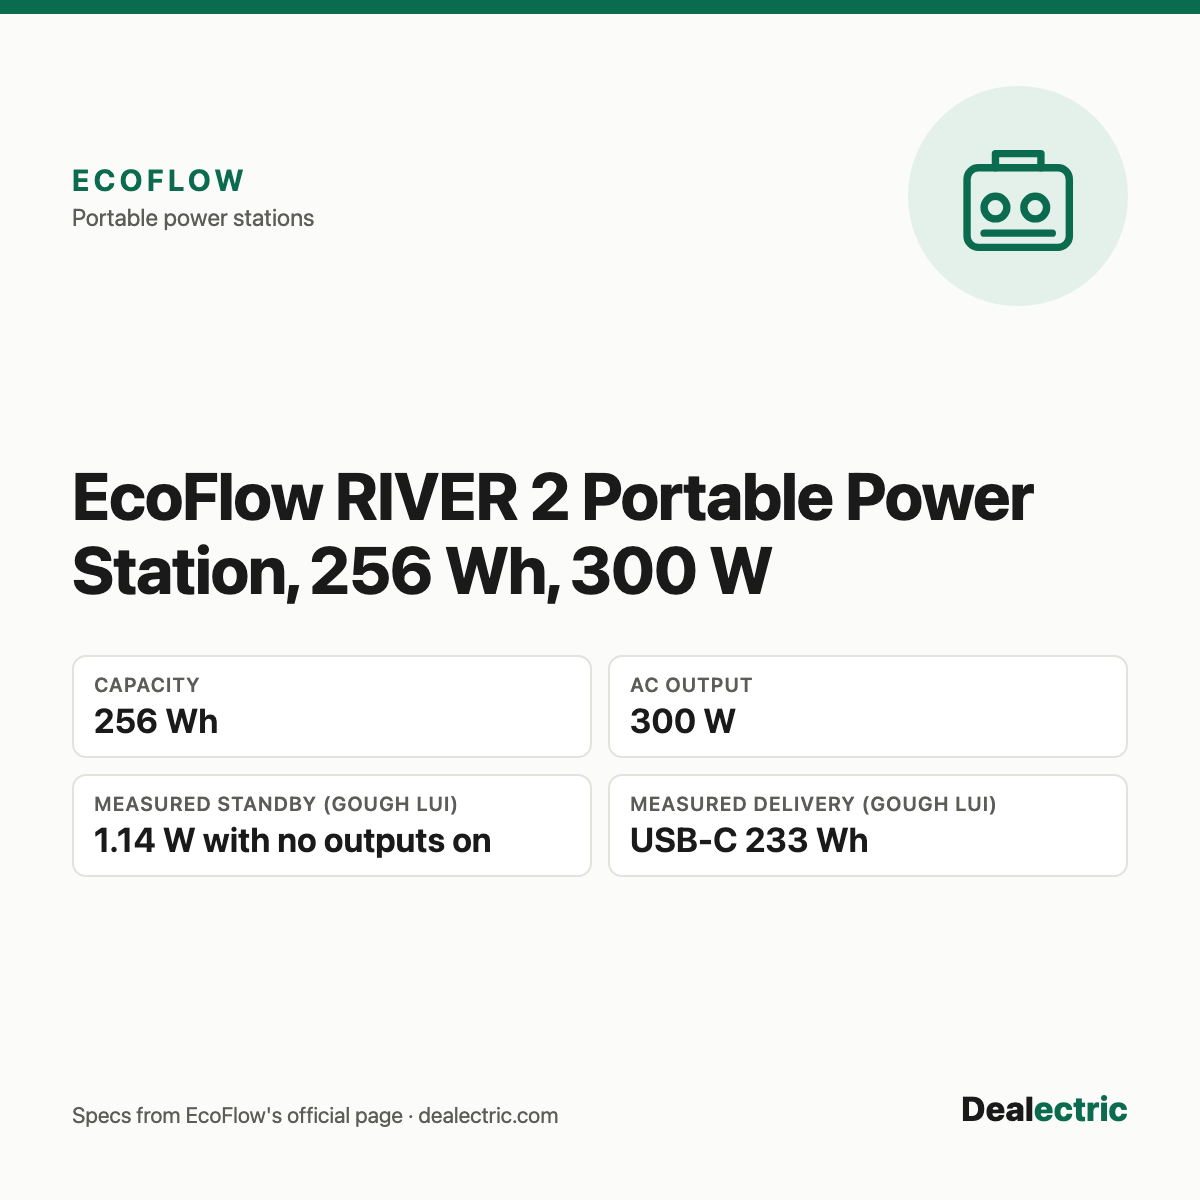 ECOFLOW
Portable power stations
EcoFlow RIVER 2 Portable Power
Station, 256 Wh, 300 W
CAPACITY
256 Wh
AC OUTPUT
300 W
MEASURED STANDBY (GOUGH LUI)
1.14 W with no outputs on
MEASURED DELIVERY (GOUGH LUI)
USB-C 233 Wh
Specs from EcoFlow's official page · dealectric.com
Dealectric